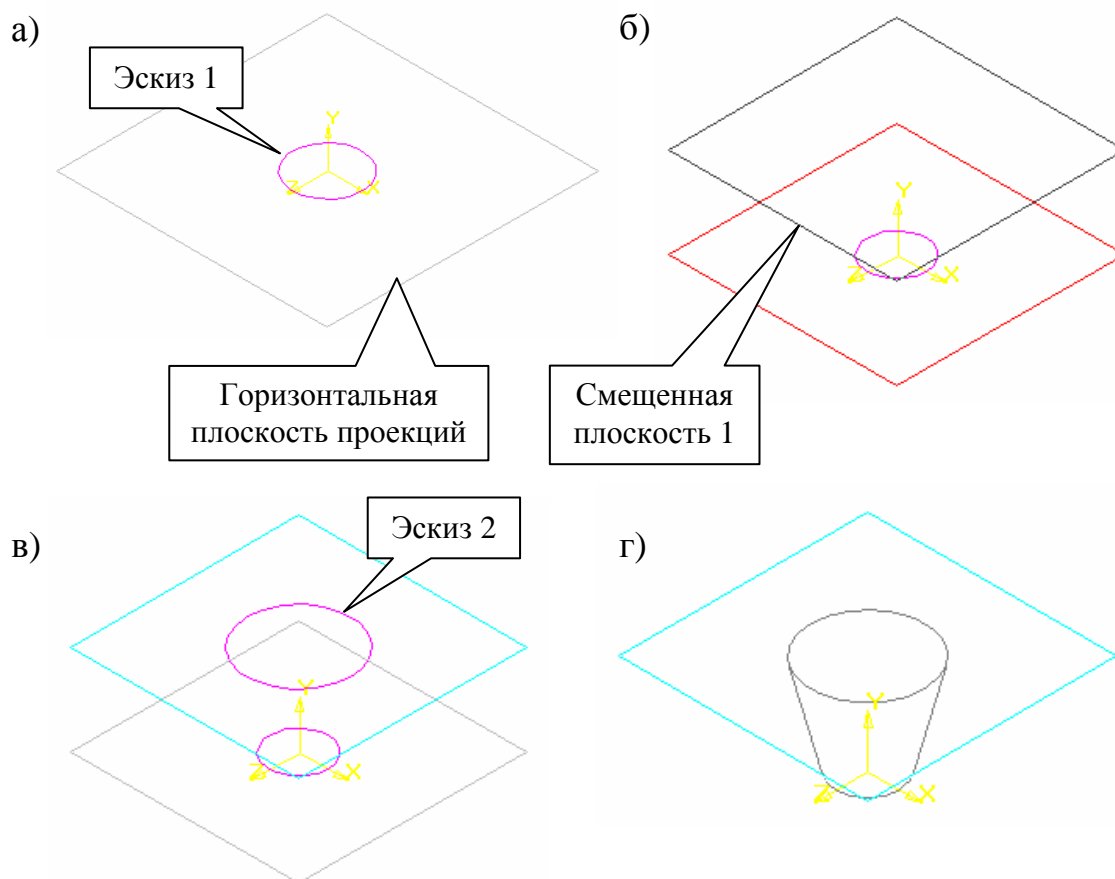 а)
Эскиз 1
Y
Z
X
Горизонтальная
плоскость проекций
б)
Y
Z
X
Смещенная
плоскость 1
в)
Эскиз 2
Y
Z
X
г)
Y
Z
X